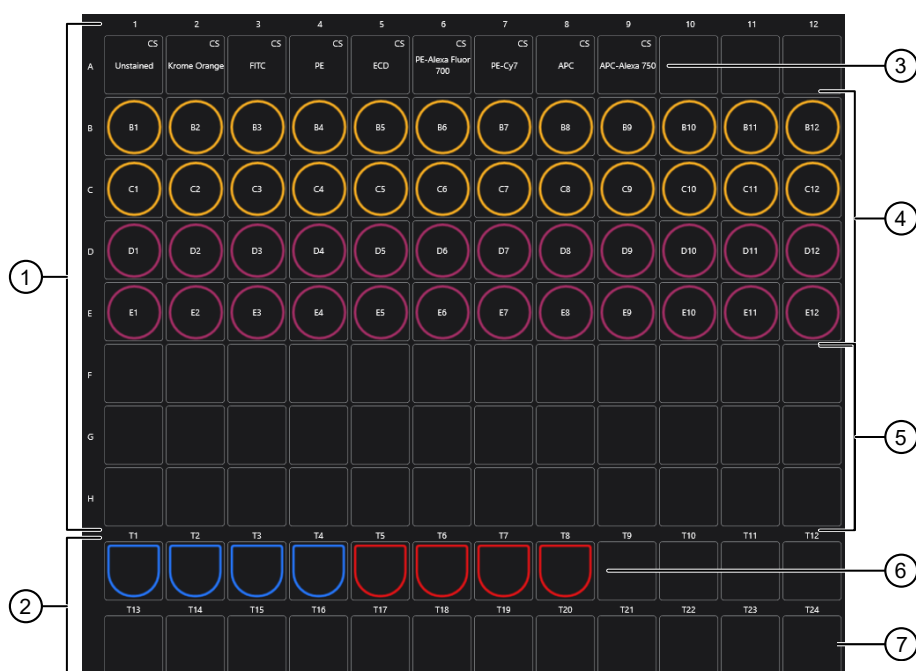 1 2 3 4 5 6 7 8 9 10 11 12
CS CS CS CS CS CS CS CS CS
A Unstained Krome Orange FITC PE ECD PE-Alexa Fluor 700 PE-Cy7 APC APC-Alexa 750
3
B B1 B2 B3 B4 B5 B6 B7 B8 B9 B10 B11 B12
C C1 C2 C3 C4 C5 C6 C7 C8 C9 C10 C11 C12
4
D D1 D2 D3 D4 D5 D6 D7 D8 D9 D10 D11 D12
1
E E1 E2 E3 E4 E5 E6 E7 E8 E9 E10 E11 E12
F
G
5
H
T1 T2 T3 T4 T5 T6 T7 T8 T9 T10 T11 T12
6
2
T13 T14 T15 T16 T17 T18 T19 T20 T21 T22 T23 T24
7